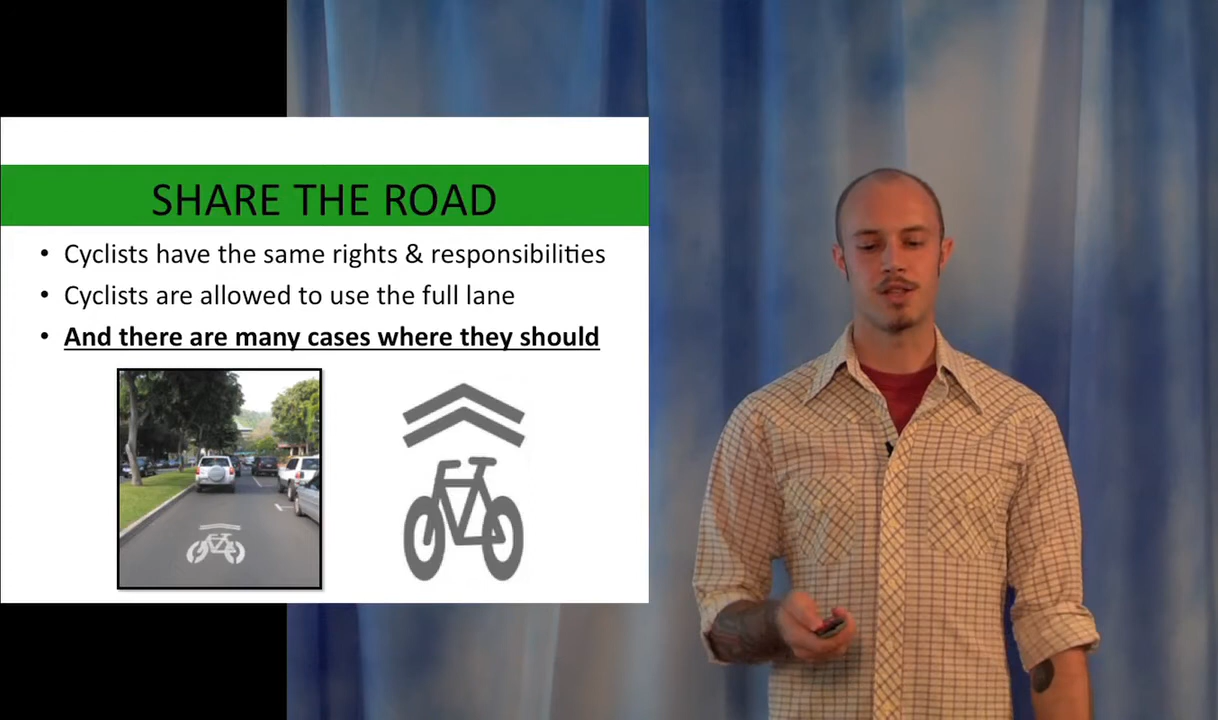 SHARE THE ROAD
• Cyclists have the same rights & responsibilities
• Cyclists are allowed to use the full lane
• And there are many cases where they should